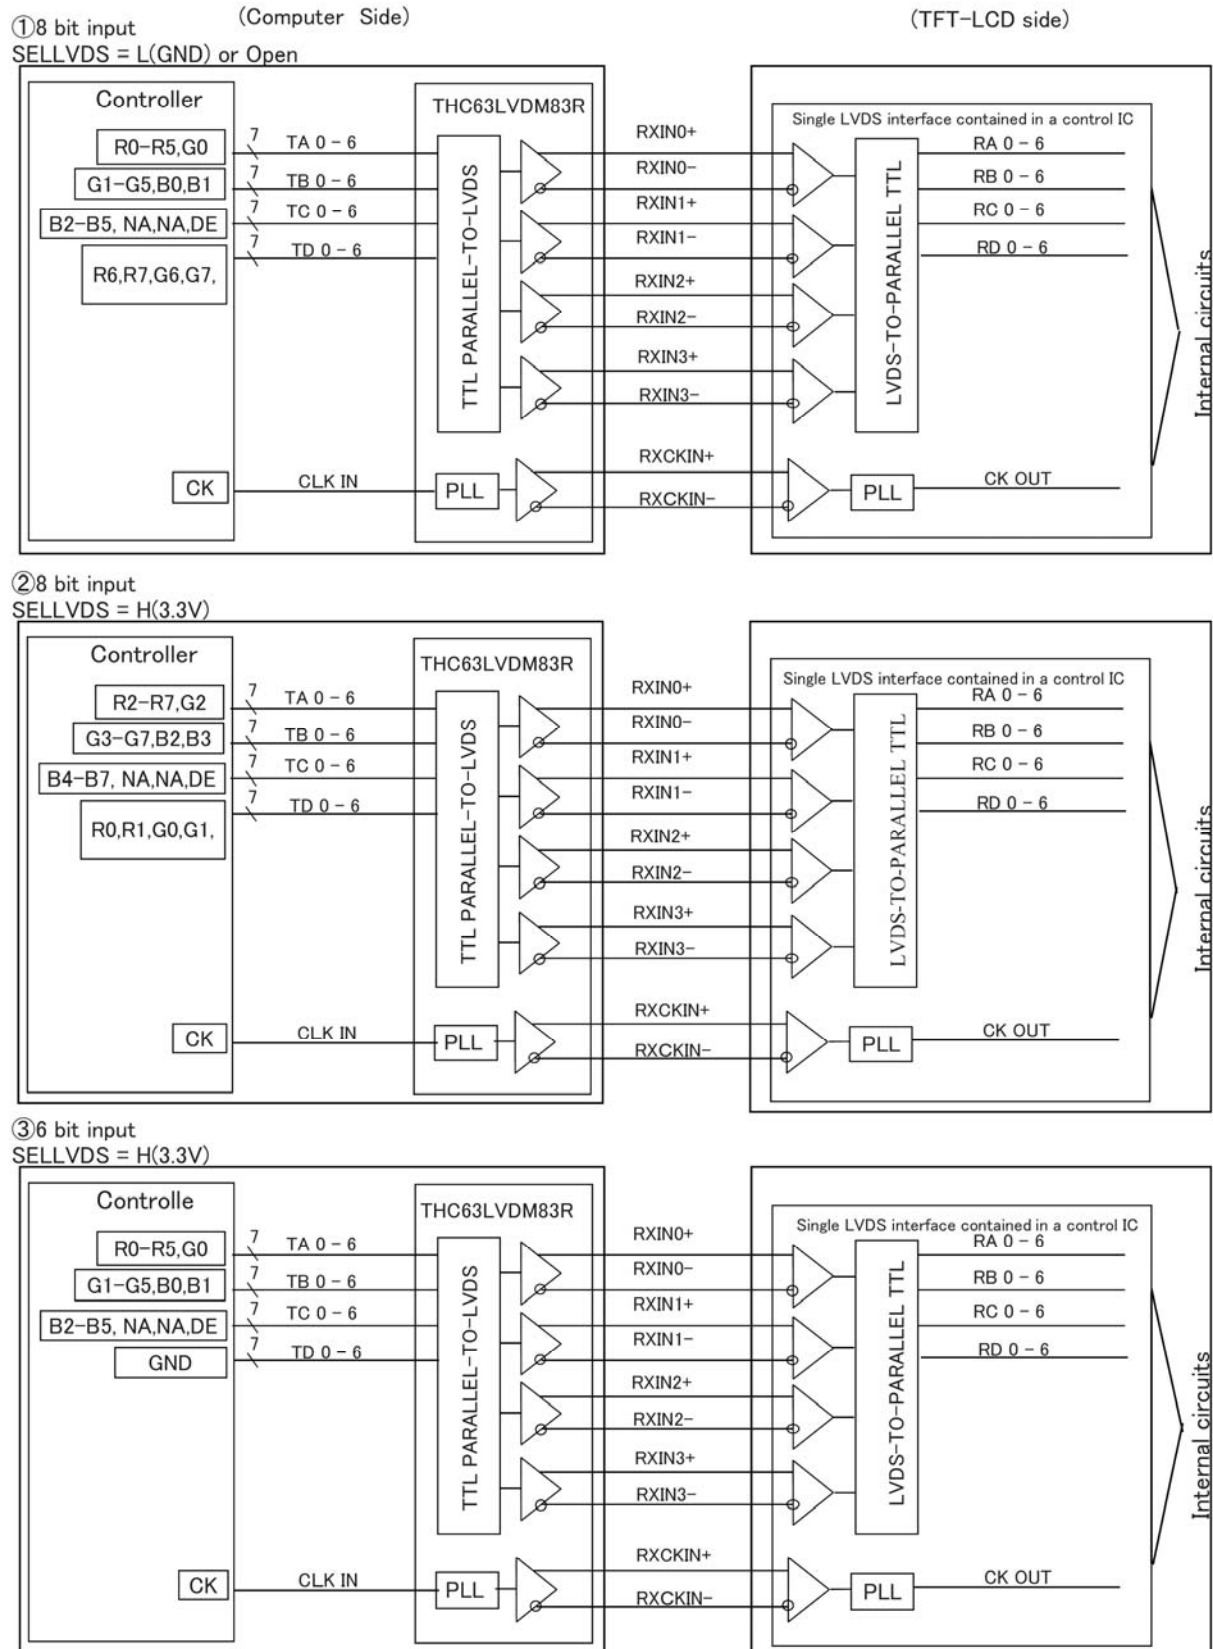 (Computer Side)
(TFT-LCD side)
①8 bit input
SELLVDS = L(GND) or Open
Controller
THC63LVDM83R
Single LVDS interface contained in a control IC
R0-R5,G0
7
TA 0-6
RXIN0+
RA 0-6
G1-G5,B0,B1
7
TB 0-6
RXIN0-
RB 0-6
B2-B5, NA,NA,DE
7
TC 0-6
RXIN1+
RC 0-6
R6,R7,G6,G7,
7
TD 0-6
RXIN1-
RD 0-6
RXIN2+
RXIN2-
RXIN3+
RXIN3-
TTL PARALLEL-TO-LVDS
LVDS-TO-PARALLEL TTL
Internal circuits
CK
CLK IN
PLL
RXCKIN+
RXCKIN-
PLL
CK OUT
②8 bit input
SELLVDS = H(3.3V)
Controller
THC63LVDM83R
Single LVDS interface contained in a control IC
R2-R7,G2
7
TA 0-6
RXIN0+
RA 0-6
G3-G7,B2,B3
7
TB 0-6
RXIN0-
RB 0-6
B4-B7, NA,NA,DE
7
TC 0-6
RXIN1+
RC 0-6
R0,R1,G0,G1,
7
TD 0-6
RXIN1-
RD 0-6
RXIN2+
RXIN2-
RXIN3+
RXIN3-
TTL PARALLEL-TO-LVDS
LVDS-TO-PARALLEL TTL
Internal circuits
CK
CLK IN
PLL
RXCKIN+
RXCKIN-
PLL
CK OUT
③6 bit input
SELLVDS = H(3.3V)
Controlle
THC63LVDM83R
Single LVDS interface contained in a control IC
R0-R5,G0
7
TA 0-6
RXIN0+
RA 0-6
G1-G5,B0,B1
7
TB 0-6
RXIN0-
RB 0-6
B2-B5, NA,NA,DE
7
TC 0-6
RXIN1+
RC 0-6
GND
7
TD 0-6
RXIN1-
RD 0-6
RXIN2+
RXIN2-
RXIN3+
RXIN3-
TTL PARALLEL-TO-LVDS
LVDS-TO-PARALLEL TTL
Internal circuits
CK
CLK IN
PLL
RXCKIN+
RXCKIN-
PLL
CK OUT